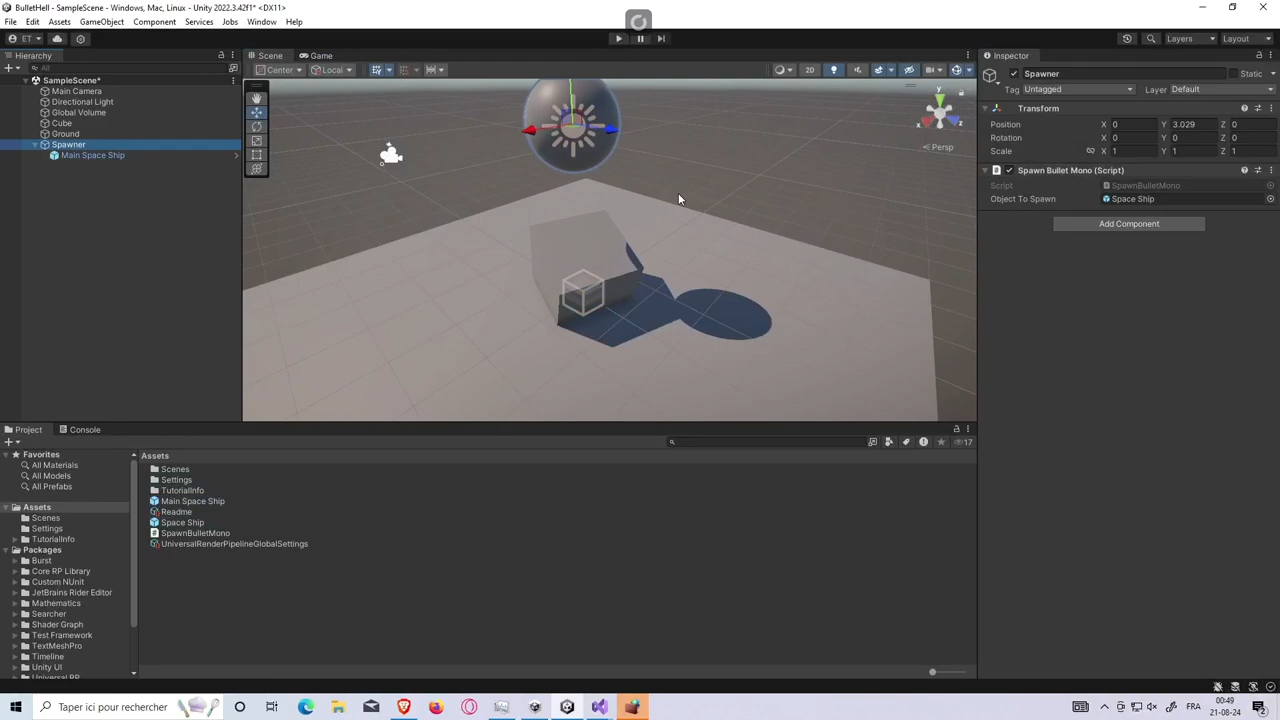 BulletHell - SampleScene - Windows, Mac, Linux - Unity 2022.3.42f1* <DX11>
File Edit Assets GameObject Component Services Jobs Window Help
ET Layers Layout
Hierarchy
All
SampleScene*
Main Camera
Directional Light
Global Volume
Cube
Ground
Spawner
Main Space Ship
Scene Game
Center Local 2D
y
x
z
Persp
Inspector
Spawner Static
Tag Untagged Layer Default
Transform
Position X 0 Y 3.029 Z 0
Rotation X 0 Y 0 Z 0
Scale X 1 Y 1 Z 1
Spawn Bullet Mono (Script)
Script SpawnBulletMono
Object To Spawn Space Ship
Add Component
Project Console
17
Favorites
All Materials
All Models
All Prefabs
Assets
Scenes
Settings
TutorialInfo
Packages
Burst
Core RP Library
Custom NUnit
JetBrains Rider Editor
Mathematics
Searcher
Shader Graph
Test Framework
TextMeshPro
Timeline
Unity UI
Universal RP
Assets
Scenes
Settings
TutorialInfo
Main Space Ship
Readme
Space Ship
SpawnBulletMono
UniversalRenderPipelineGlobalSettings
Taper ici pour rechercher
FRA
00:49
21-08-24